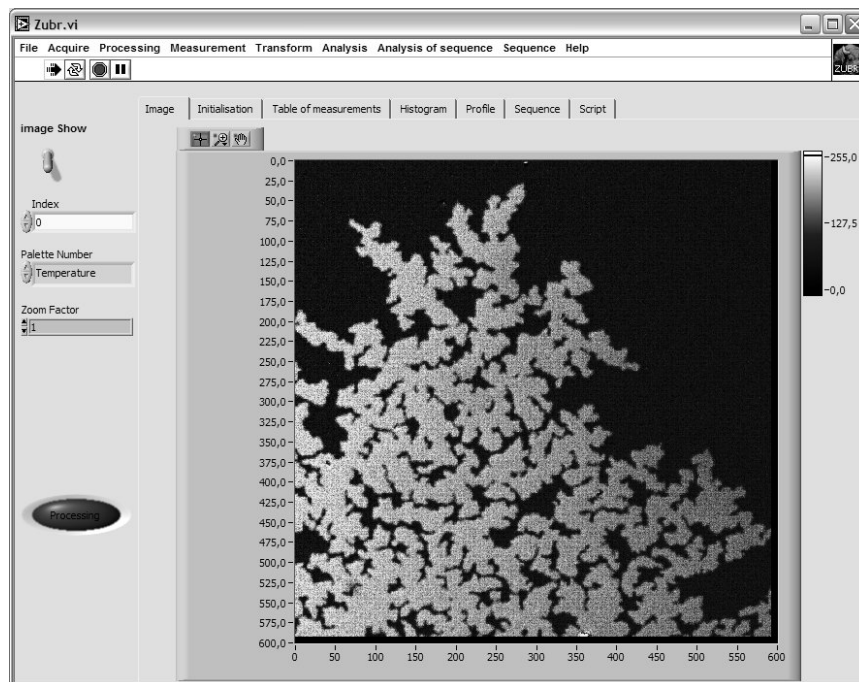 Zubr.vi
File Acquire Processing Measurement Transform Analysis Analysis of sequence Sequence Help
ZUBR
Image Initialisation Table of measurements Histogram Profile Sequence Script
image Show
Index
0
Palette Number
Temperature
Zoom Factor
1
Processing
0,0
25,0
50,0
75,0
100,0
125,0
150,0
175,0
200,0
225,0
250,0
275,0
300,0
325,0
350,0
375,0
400,0
425,0
450,0
475,0
500,0
525,0
550,0
575,0
600,0
0 50 100 150 200 250 300 350 400 450 500 550 600
255,0
127,5
0,0